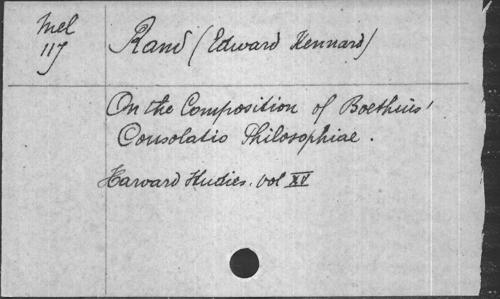 Mel
117
Rand (Edward Kennard)
On the Composition of Boethius'
Consolatio Philosophiae.
Harvard Studies. vol XV